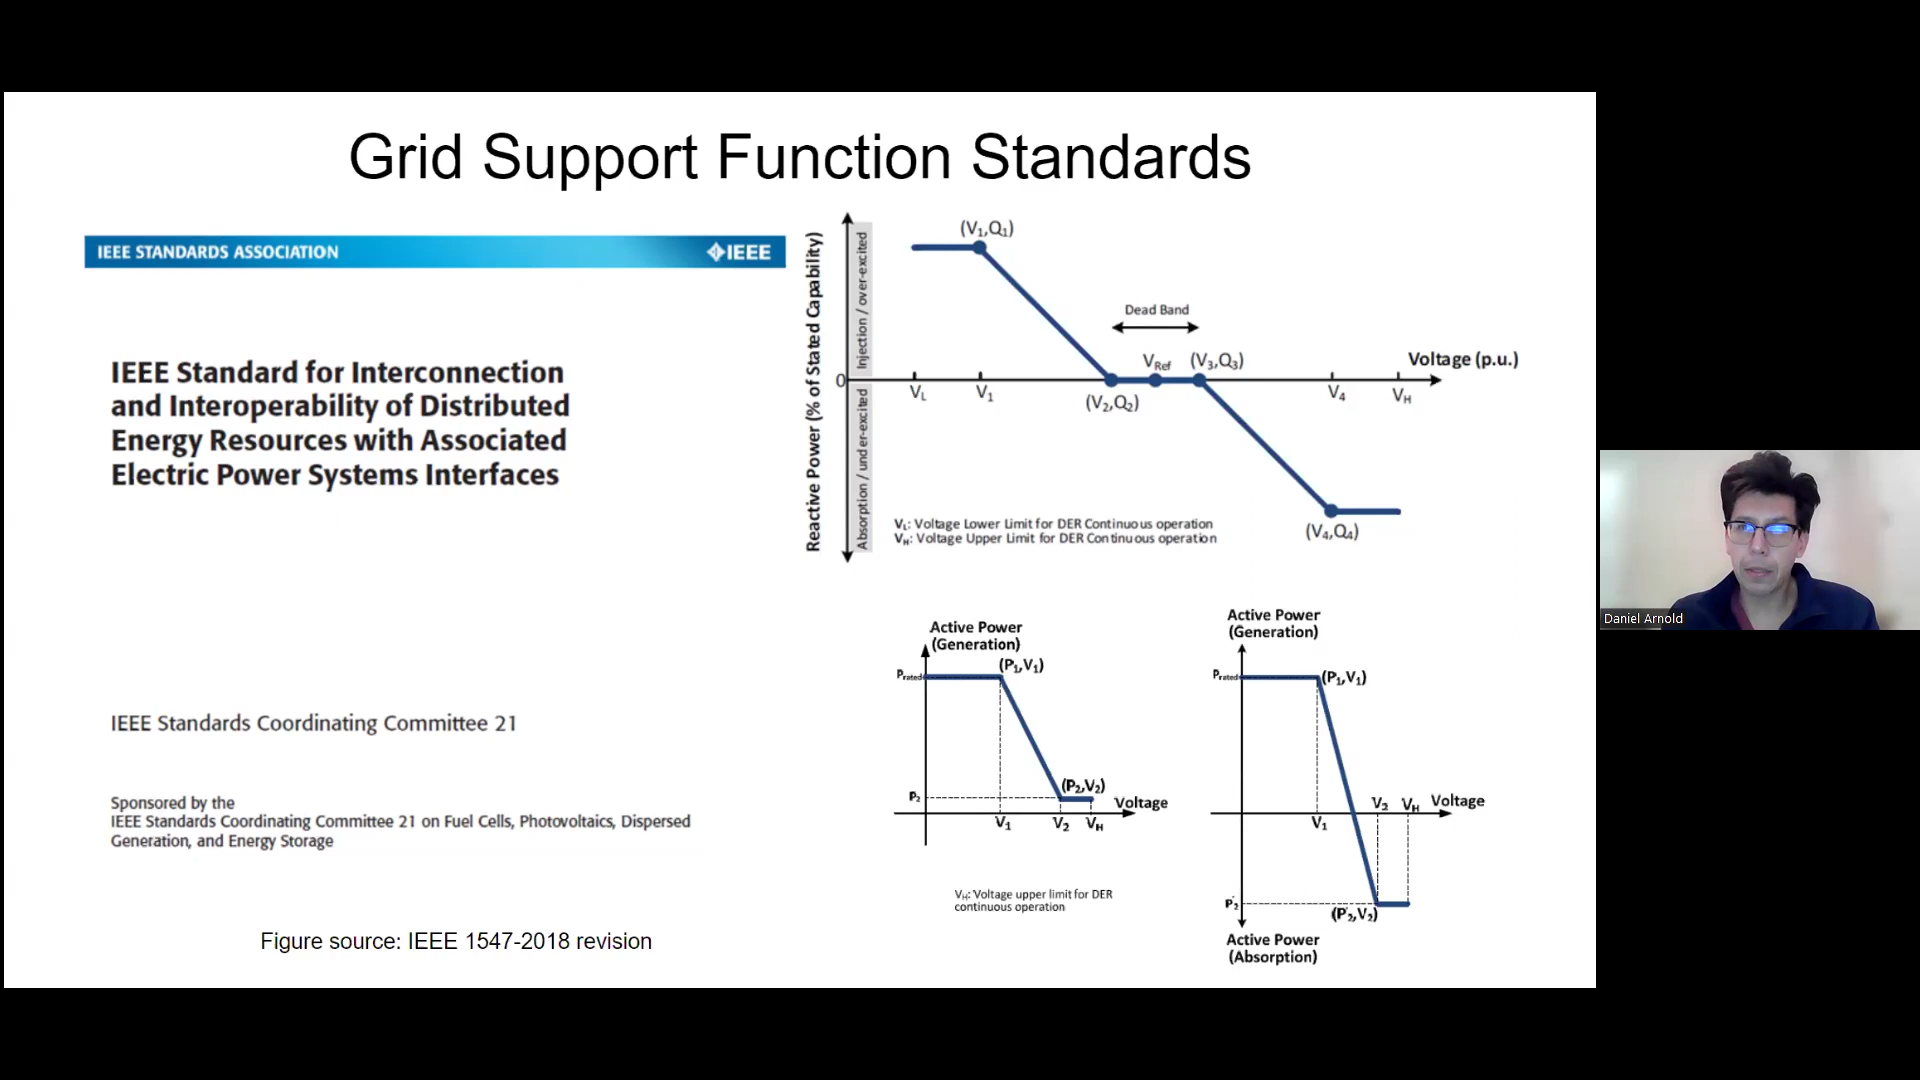 Grid Support Function Standards
IEEE STANDARDS ASSOCIATION
IEEE
IEEE Standard for Interconnection
and Interoperability of Distributed
Energy Resources with Associated
Electric Power Systems Interfaces
IEEE Standards Coordinating Committee 21
Sponsored by the
IEEE Standards Coordinating Committee 21 on Fuel Cells, Photovoltaics, Dispersed
Generation, and Energy Storage
Figure source: IEEE 1547-2018 revision
Reactive Power (% of Stated Capability)
Injection / over-excited
Absorption / under-excited
(V₁,Q₁)
Dead Band
V_Ref
(V₃,Q₃)
Voltage (p.u.)
0
V_L
V₁
(V₂,Q₂)
V₄
V_H
(V₄,Q₄)
V_L: Voltage Lower Limit for DER Continuous operation
V_H: Voltage Upper Limit for DER Continuous operation
Active Power
(Generation)
P_rated
(P₁,V₁)
P₂
(P₂,V₂)
Voltage
V₁
V₂
V_H
V_H: Voltage upper limit for DER
continuous operation
Active Power
(Generation)
P_rated
(P₁,V₁)
V₂
V_H
Voltage
V₁
P'₂
(P'₂,V₂)
Active Power
(Absorption)
Daniel Arnold